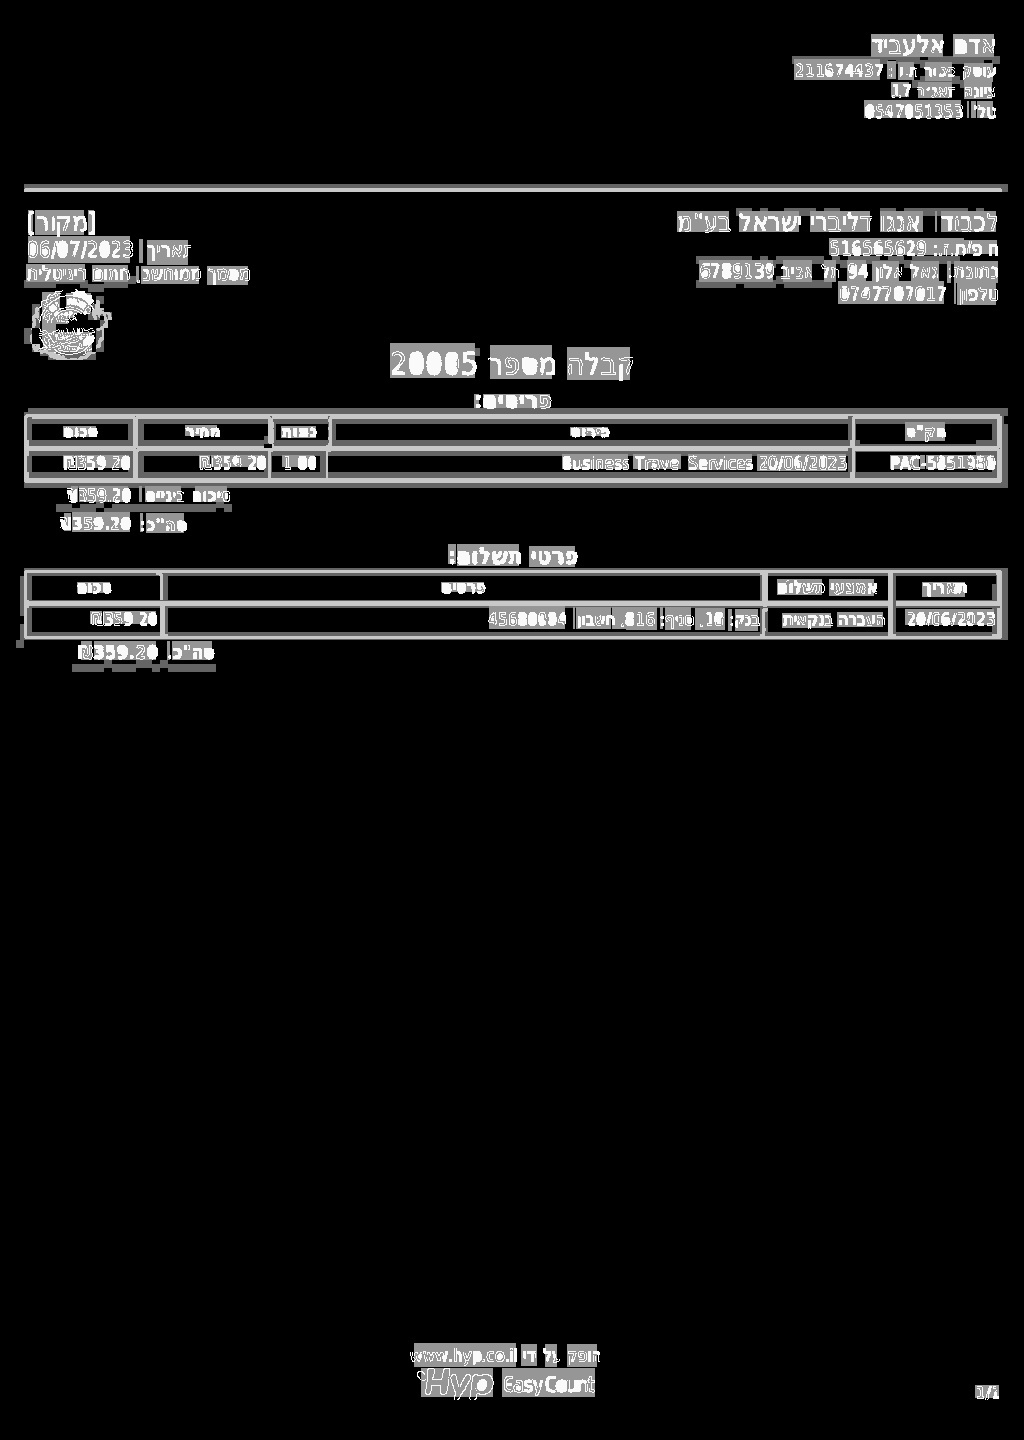 אדם אלעביד
עוסק פטור ת.ז.: 211674437
17
טל': 0547051353
לכבוד: אנגו דליברי ישראל בע"מ
[מקור]
ח.פ/ת.ז.: 516565629
תאריך: 06/07/2023
כתובת: יגאל אלון 94 תל אביב 6789139
מסמך ממוחשב, חתום דיגיטלית
טלפון: 0747707017
קבלה מספר 20005
פריטים:
מק"ט פירוט כמות מחיר סכום
PAC-5851986 Business Travel Services 20/06/2023 1.00 ₪359.20 ₪359.20
סיכום ביניים: ₪359.20
סה"כ: ₪359.20
פרטי תשלום:
תאריך אמצעי תשלום פרטים סכום
20/06/2023 העברה בנקאית בנק: 10, סניף: 816, חשבון: 45680084 ₪359.20
סה"כ: ₪359.20
הופק על ידי www.hyp.co.il
Hyp EasyCount
1/1